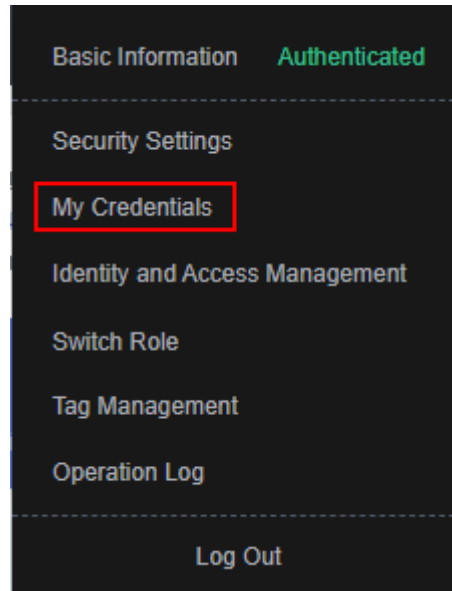 Basic Information Authenticated
Security Settings
My Credentials
Identity and Access Management
Switch Role
Tag Management
Operation Log
Log Out